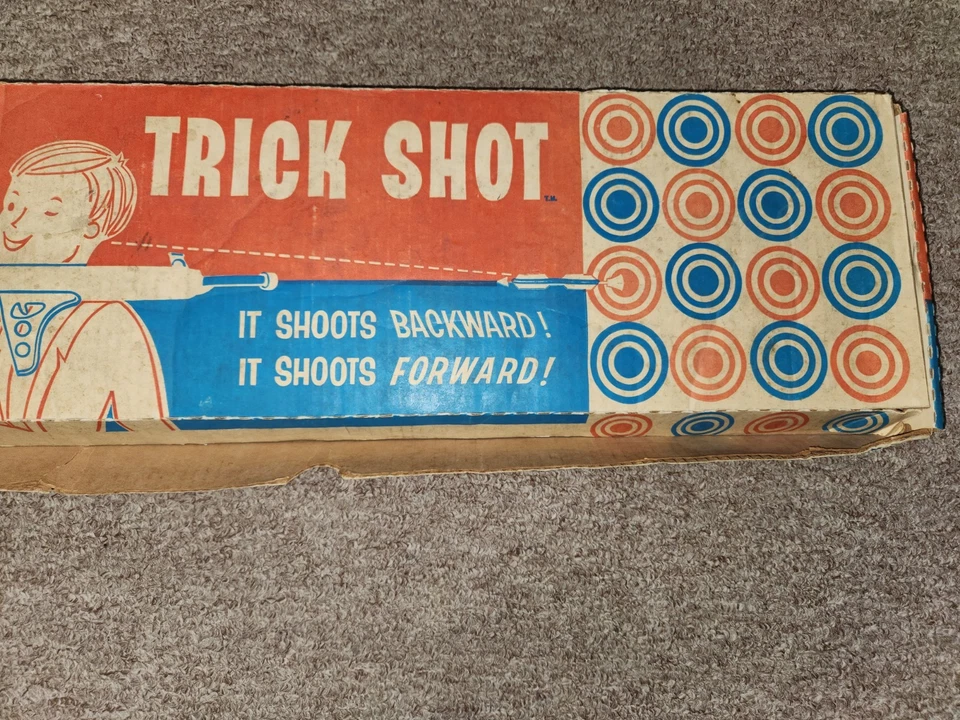 TRICK SHOT T.M.
IT SHOOTS BACKWARD!
IT SHOOTS FORWARD!